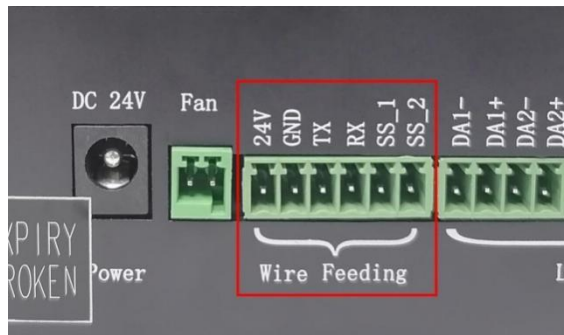 DC 24V
Fan
24V
GND
TX
RX
SS_1
SS_2
DA1-
DA1+
DA2-
DA2+
Power
Wire Feeding